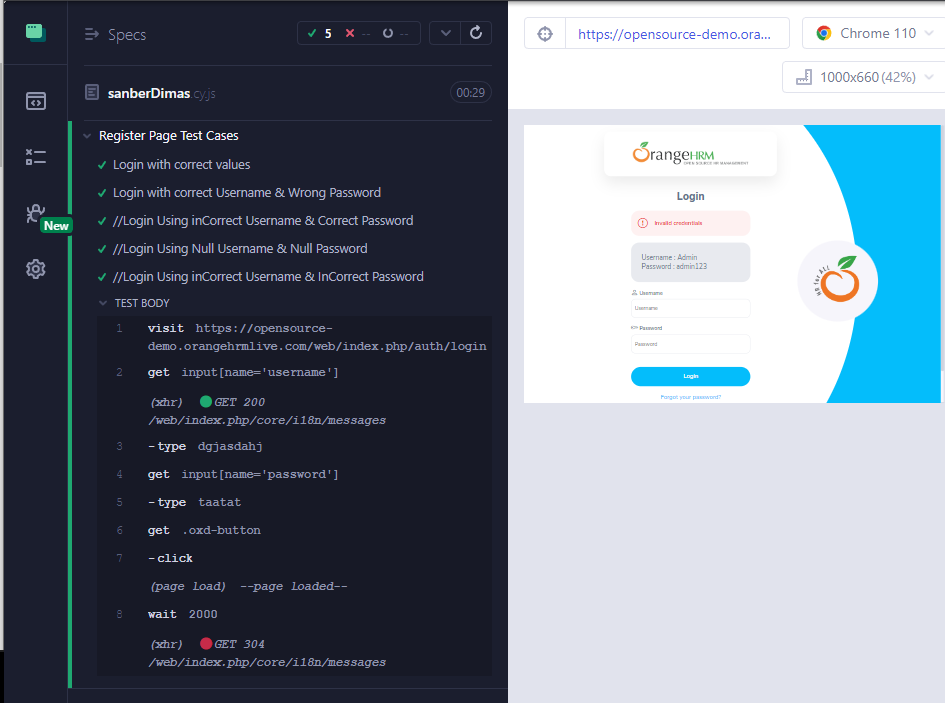 Specs
5 -- --
sanberDimas.cy.js
00:29
Register Page Test Cases
Login with correct values
Login with correct Username & Wrong Password
//Login Using inCorrect Username & Correct Password
//Login Using Null Username & Null Password
//Login Using inCorrect Username & InCorrect Password
TEST BODY
1 visit https://opensource-
demo.orangehrmlive.com/web/index.php/auth/login
2 get input[name='username']
(xhr) GET 200
/web/index.php/core/i18n/messages
3 -type dgjasdahj
4 get input[name='password']
5 -type taatat
6 get .oxd-button
7 -click
(page load) --page loaded--
8 wait 2000
(xhr) GET 304
/web/index.php/core/i18n/messages
New
https://opensource-demo.ora...
Chrome 110
1000x660 (42%)
OrangeHRM
OPEN SOURCE HR MANAGEMENT
Login
Invalid credentials
Username : Admin
Password : admin123
Username
Username
Password
Password
Login
Forgot your password?
HR for All